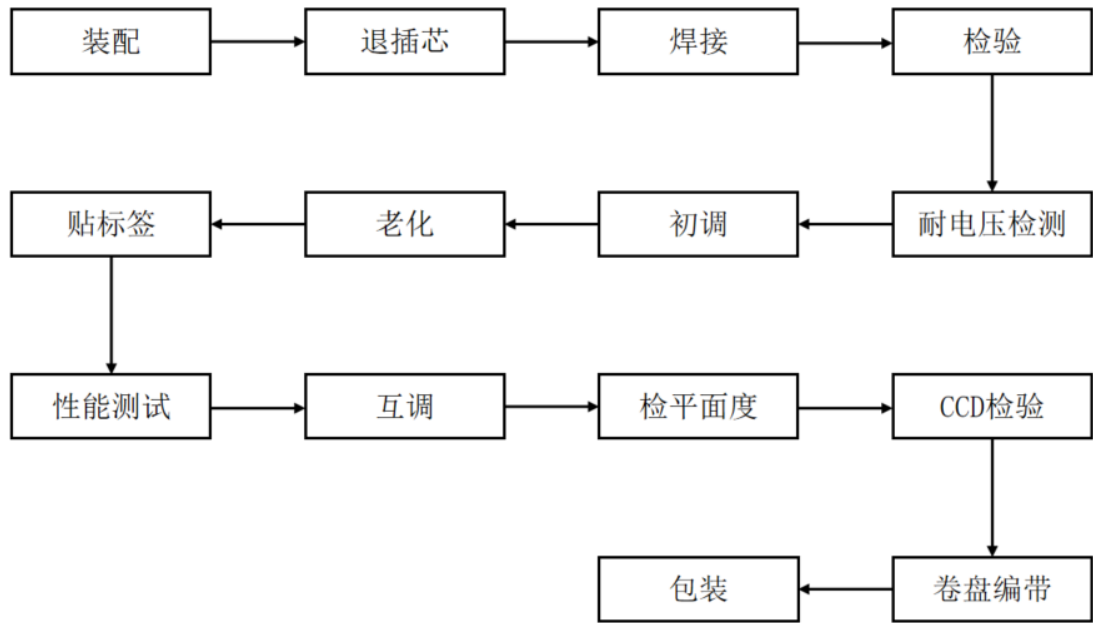 装配
退插芯
焊接
检验
贴标签
老化
初调
耐电压检测
性能测试
互调
检平面度
CCD检验
包装
卷盘编带